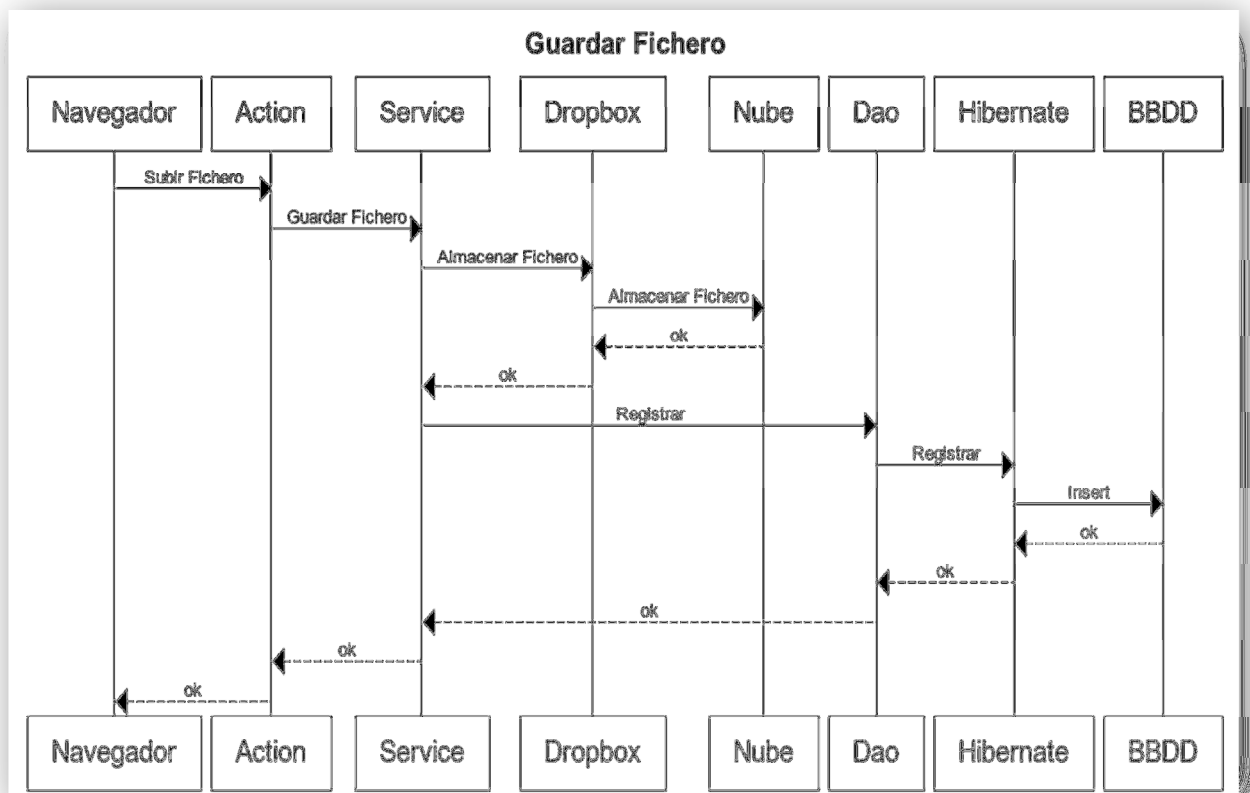 Guardar Fichero
Navegador Action Service Dropbox Nube Dao Hibernate BBDD
Subir Fichero
Guardar Fichero
Almacenar Fichero
Almacenar Fichero
ok
ok
Registrar
Registrar
Insert
ok
ok
ok
ok
ok
Navegador Action Service Dropbox Nube Dao Hibernate BBDD